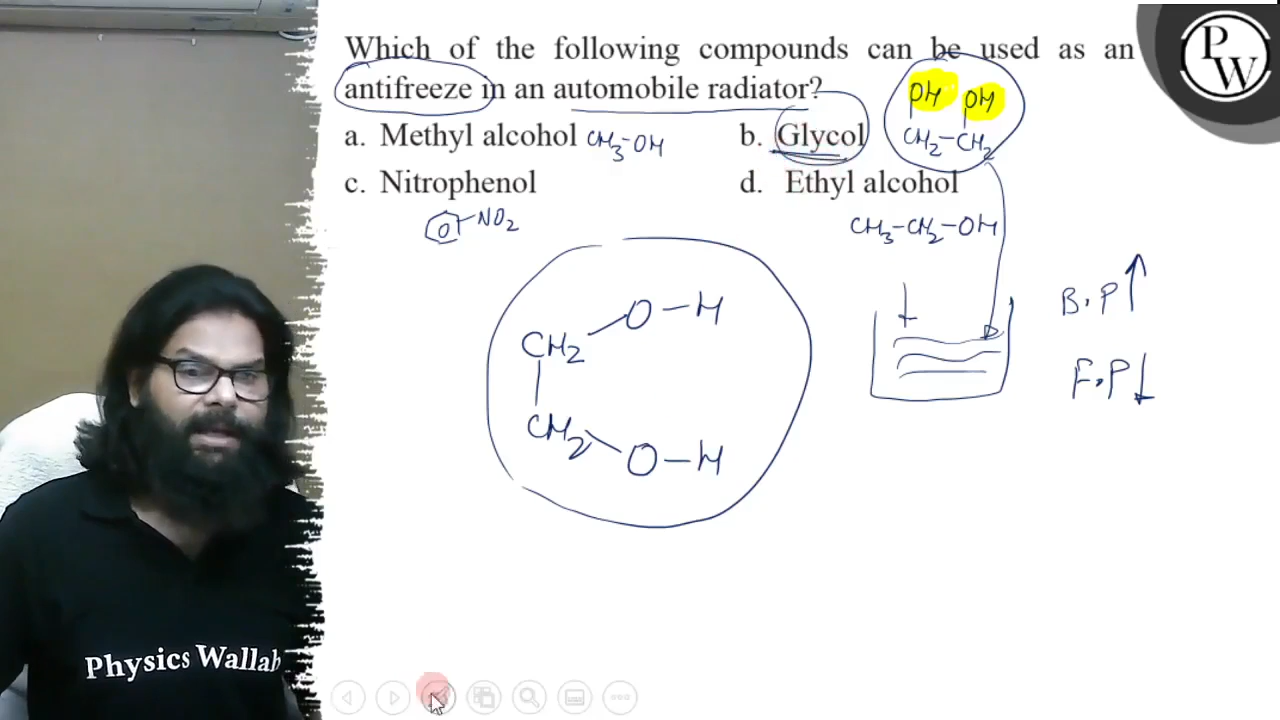 Which of the following compounds can be used as an
antifreeze in an automobile radiator?
a. Methyl alcohol CH3-OH
b. Glycol
OH OH
CH2-CH2
c. Nitrophenol
NO2
d. Ethyl alcohol
CH3-CH2-OH
CH2-O-H
CH2-O-H
B.P↑
F.P↓
PW
Physics Wallah